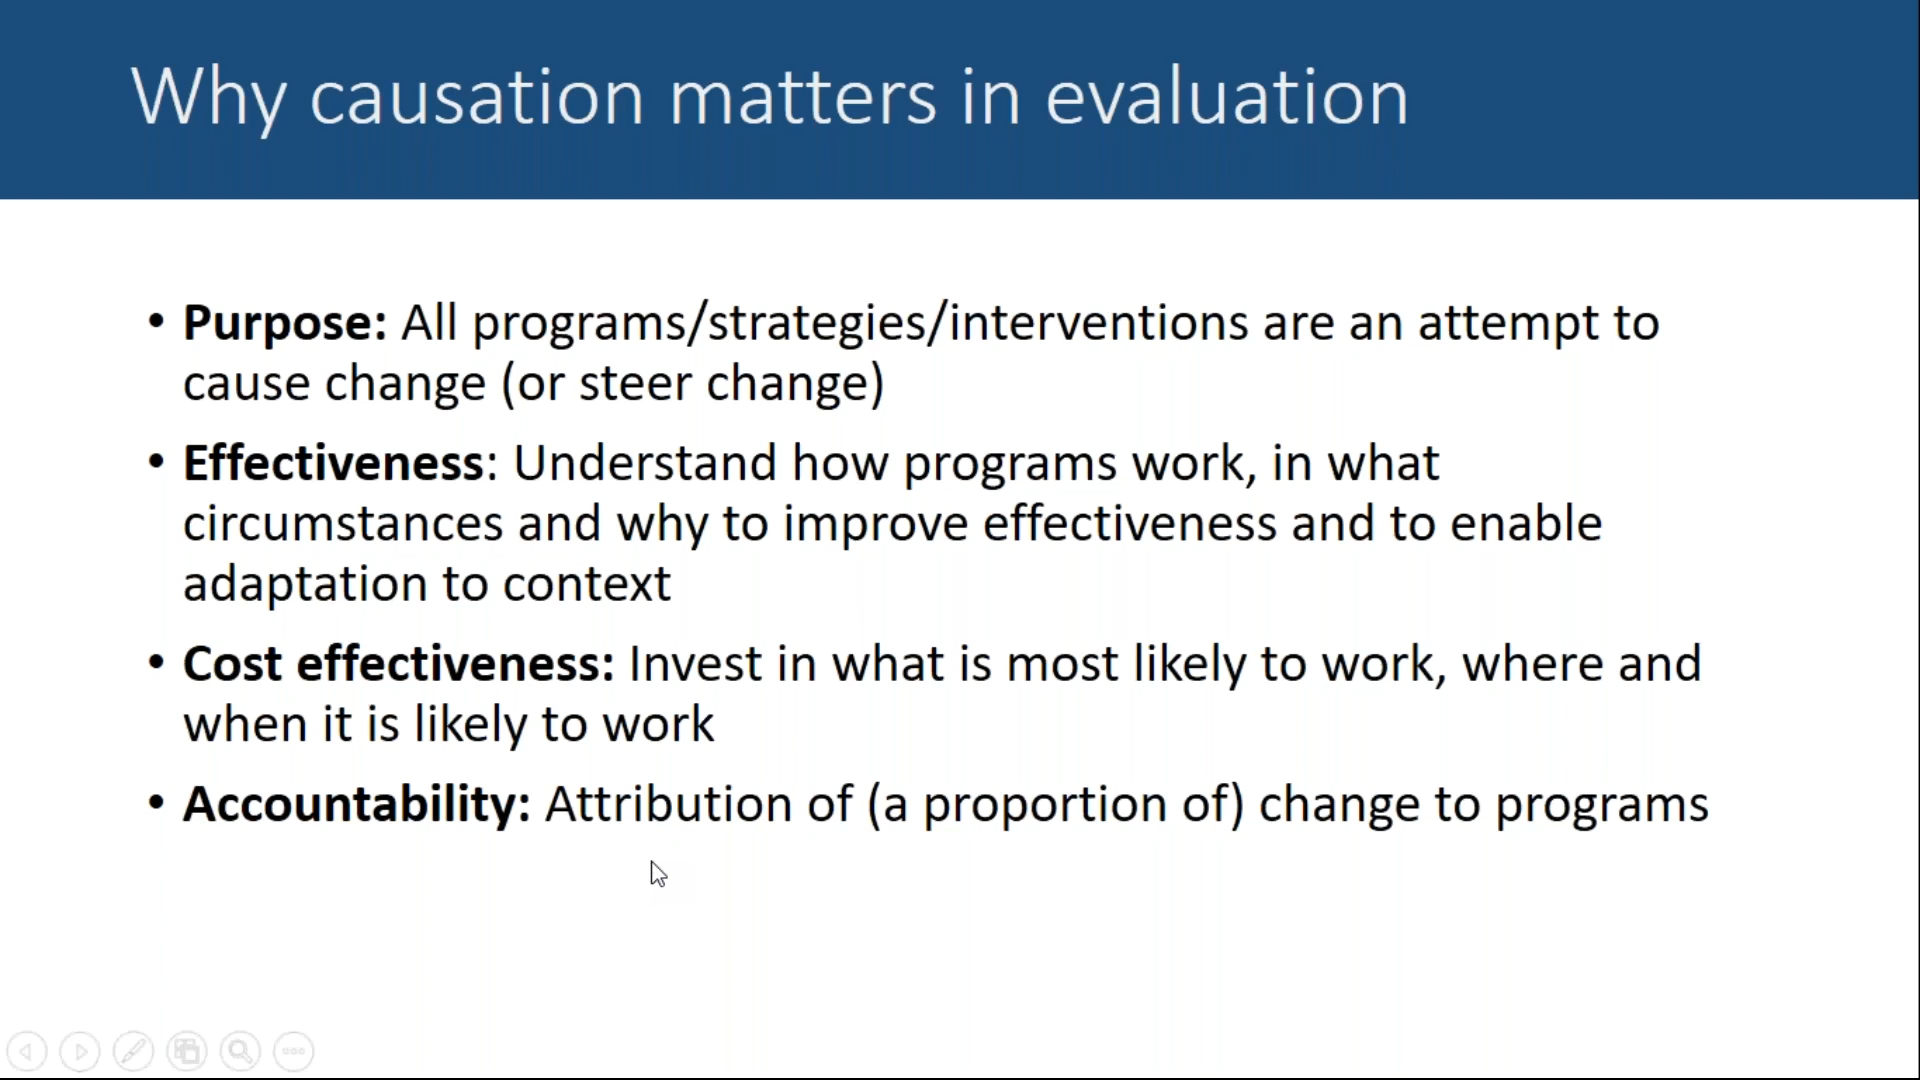 Why causation matters in evaluation
• Purpose: All programs/strategies/interventions are an attempt to
cause change (or steer change)
• Effectiveness: Understand how programs work, in what
circumstances and why to improve effectiveness and to enable
adaptation to context
• Cost effectiveness: Invest in what is most likely to work, where and
when it is likely to work
• Accountability: Attribution of (a proportion of) change to programs